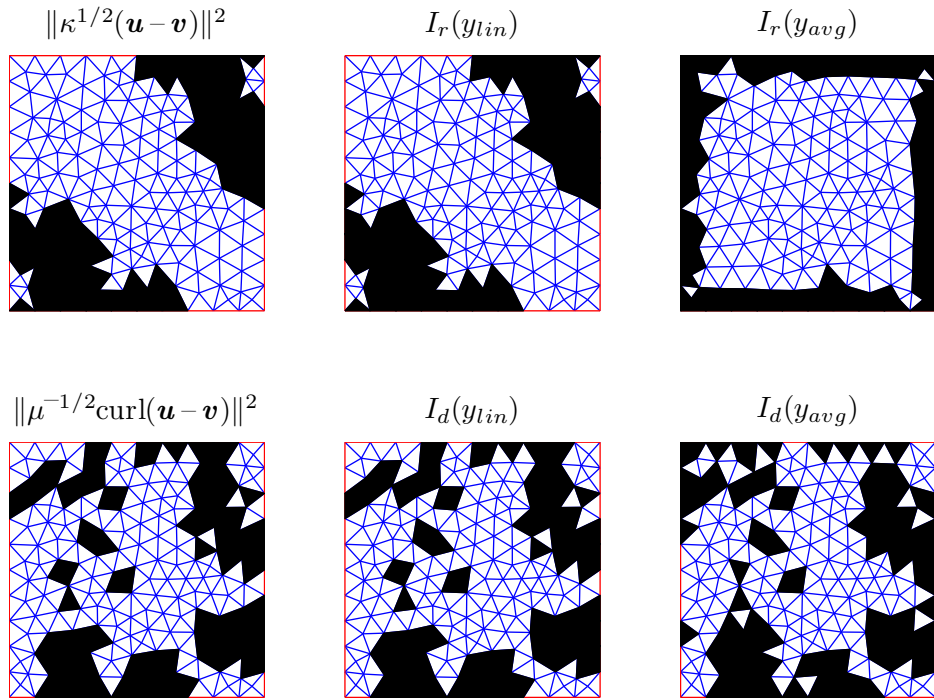 ‖κ^{1/2}(𝒖 – 𝒗)‖² I_r(y_{lin}) I_r(y_{avg})
‖μ^{−1/2}curl(𝒖 – 𝒗)‖² I_d(y_{lin}) I_d(y_{avg})